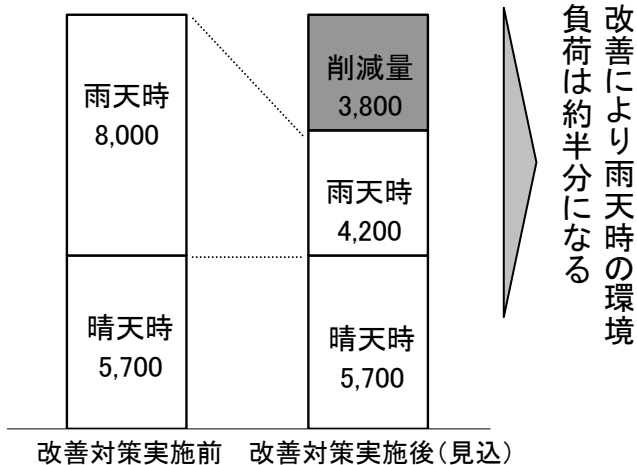 雨天時
8,000
晴天時
5,700
削減量
3,800
雨天時
4,200
晴天時
5,700
改善対策実施前
改善対策実施後（見込）
改善により雨天時の環境
負荷は約半分になる